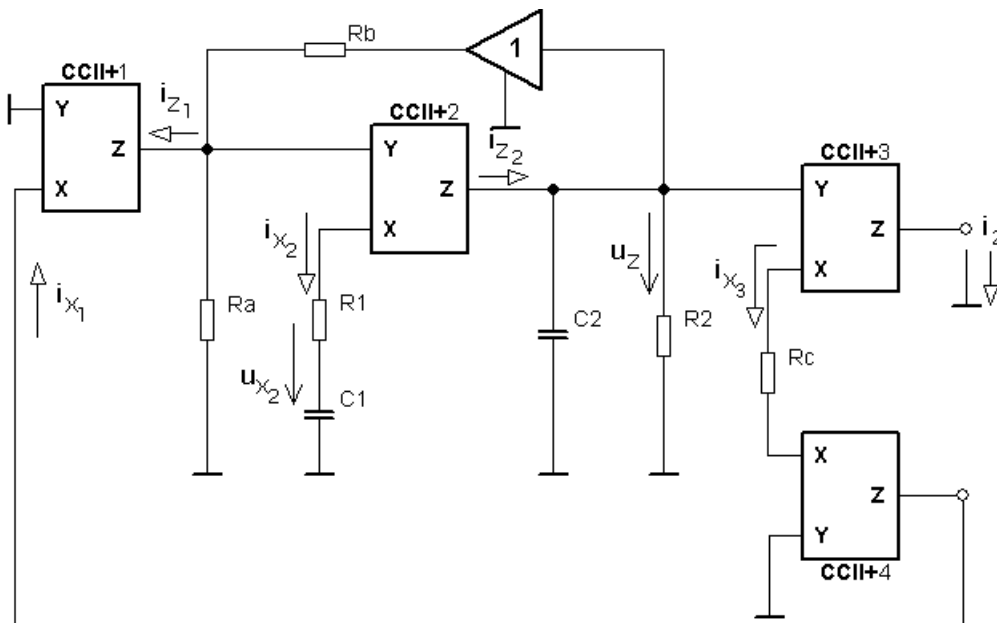 Rb
1
CCII+1
Y
Z
X
iZ1
CCII+2
Y
Z
X
iZ2
CCII+3
Y
Z
X
i2
iX1
iX2
uZ
iX3
Ra
R1
C2
R2
Rc
uX2
C1
X
Z
Y
CCII+4